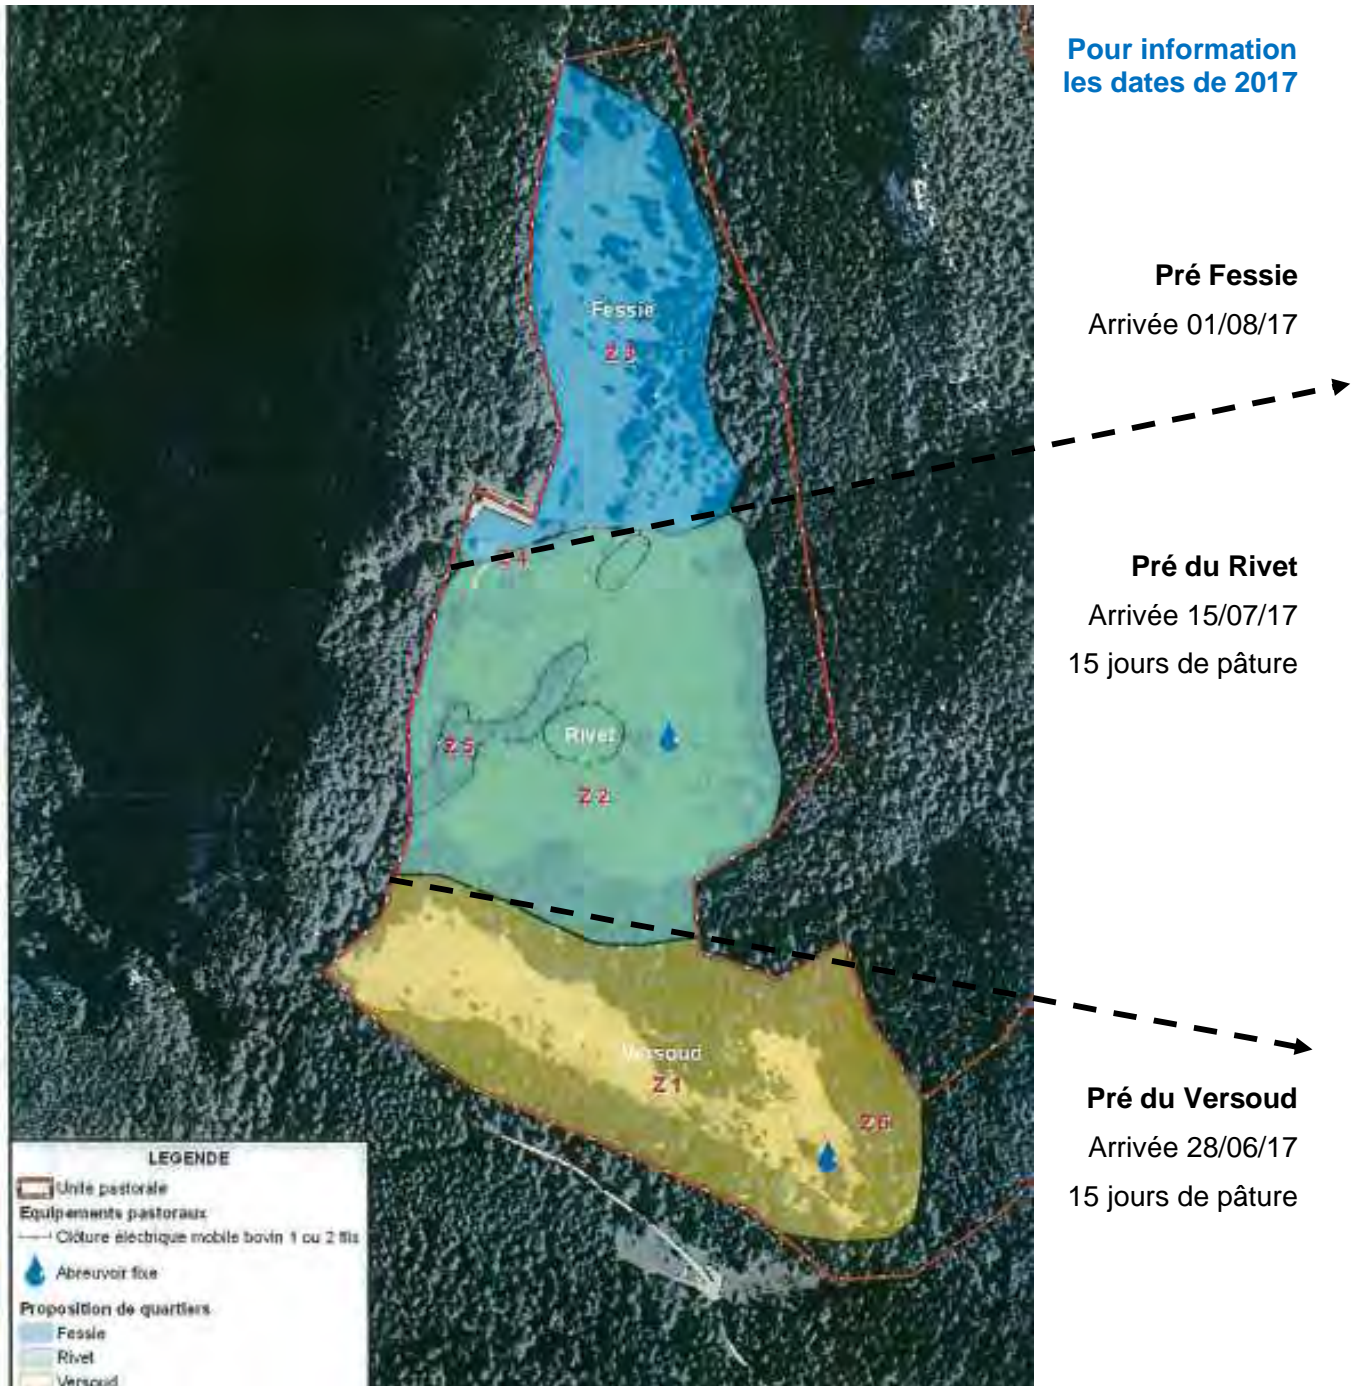 Pour information
les dates de 2017
Pré Fessie
Arrivée 01/08/17
Pré du Rivet
Arrivée 15/07/17
15 jours de pâture
Pré du Versoud
Arrivée 28/06/17
15 jours de pâture
Fessie
Z 3
Z 4
Rivet
Z 5
Z 2
Versoud
Z 1
Z 6
LEGENDE
Unité pastorale
Equipements pastoraux
Clôture électrique mobile bovin 1 ou 2 fils
Abreuvoir fixe
Proposition de quartiers
Fessie
Rivet
Versoud